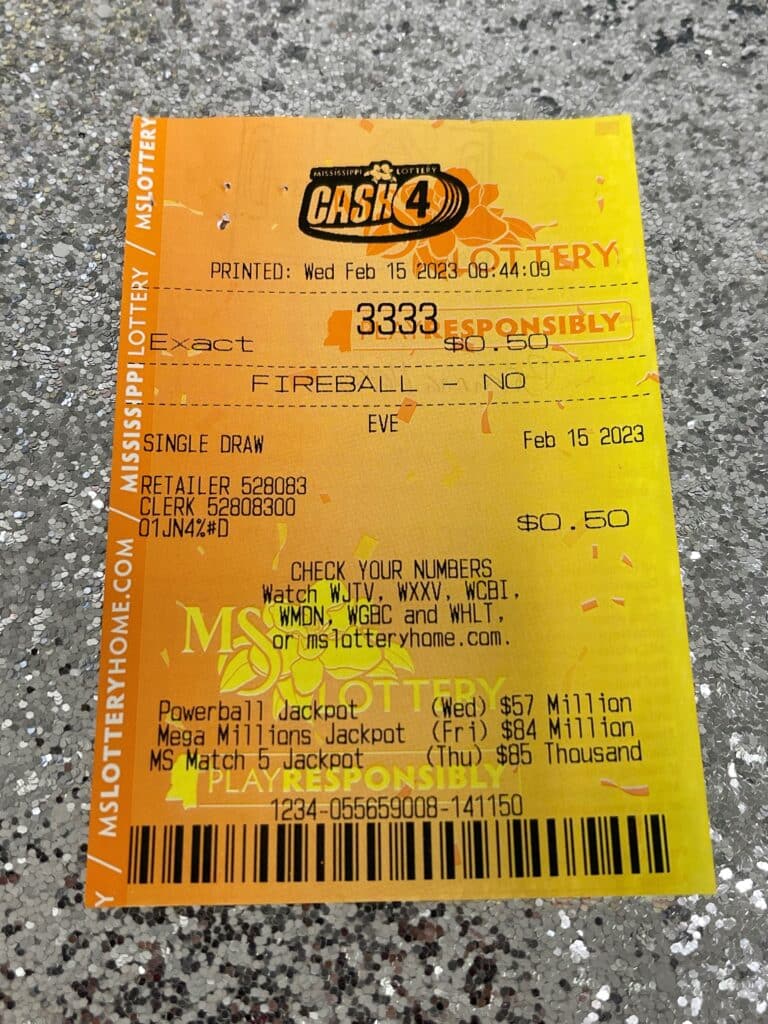 MISSISSIPPI LOTTERY
CASH 4
LOTTERY
PRINTED: Wed Feb 15 2023 08:44:09
3333
PLAY RESPONSIBLY
Exact $0.50
FIREBALL - NO
EVE
SINGLE DRAW Feb 15 2023
RETAILER 528083
CLERK 52808300
01JN4%#D $0.50
CHECK YOUR NUMBERS
Watch WJTV, WXXV, WCBI,
WMDN, WGBC and WHLT,
or mslotteryhome.com.
MS LOTTERY
Powerball Jackpot (Wed) $57 Million
Mega Millions Jackpot (Fri) $84 Million
MS Match 5 Jackpot (Thu) $85 Thousand
PLAY RESPONSIBLY
1234-055659008-141150
Y / MSLOTTERYHOME.COM / MISSISSIPPI LOTTERY / MSLOTTERY